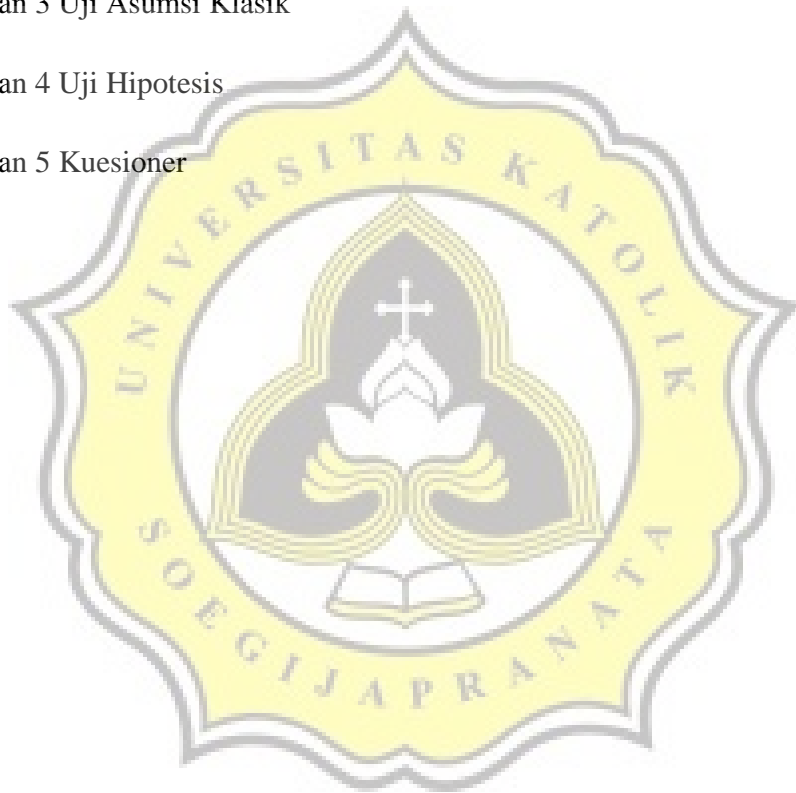 an 3 Uji Asumsi Klasik
an 4 Uji Hipotesis
an 5 Kuesioner
UNIVERSITAS KATOLIK
SOEGIJAPRANATA